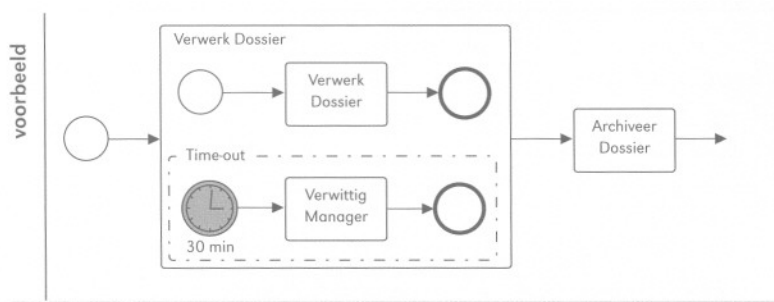 voorbeeld
Verwerk Dossier
Verwerk
Dossier
Archiveer
Dossier
Time-out
Verwittig
Manager
30 min